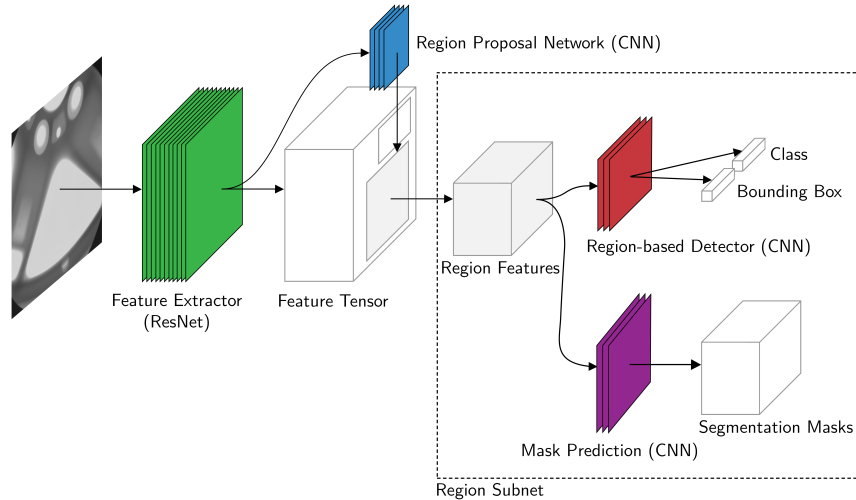 Region Proposal Network (CNN)
Class
Bounding Box
Region-based Detector (CNN)
Region Features
Feature Extractor
(ResNet)
Feature Tensor
Segmentation Masks
Mask Prediction (CNN)
Region Subnet